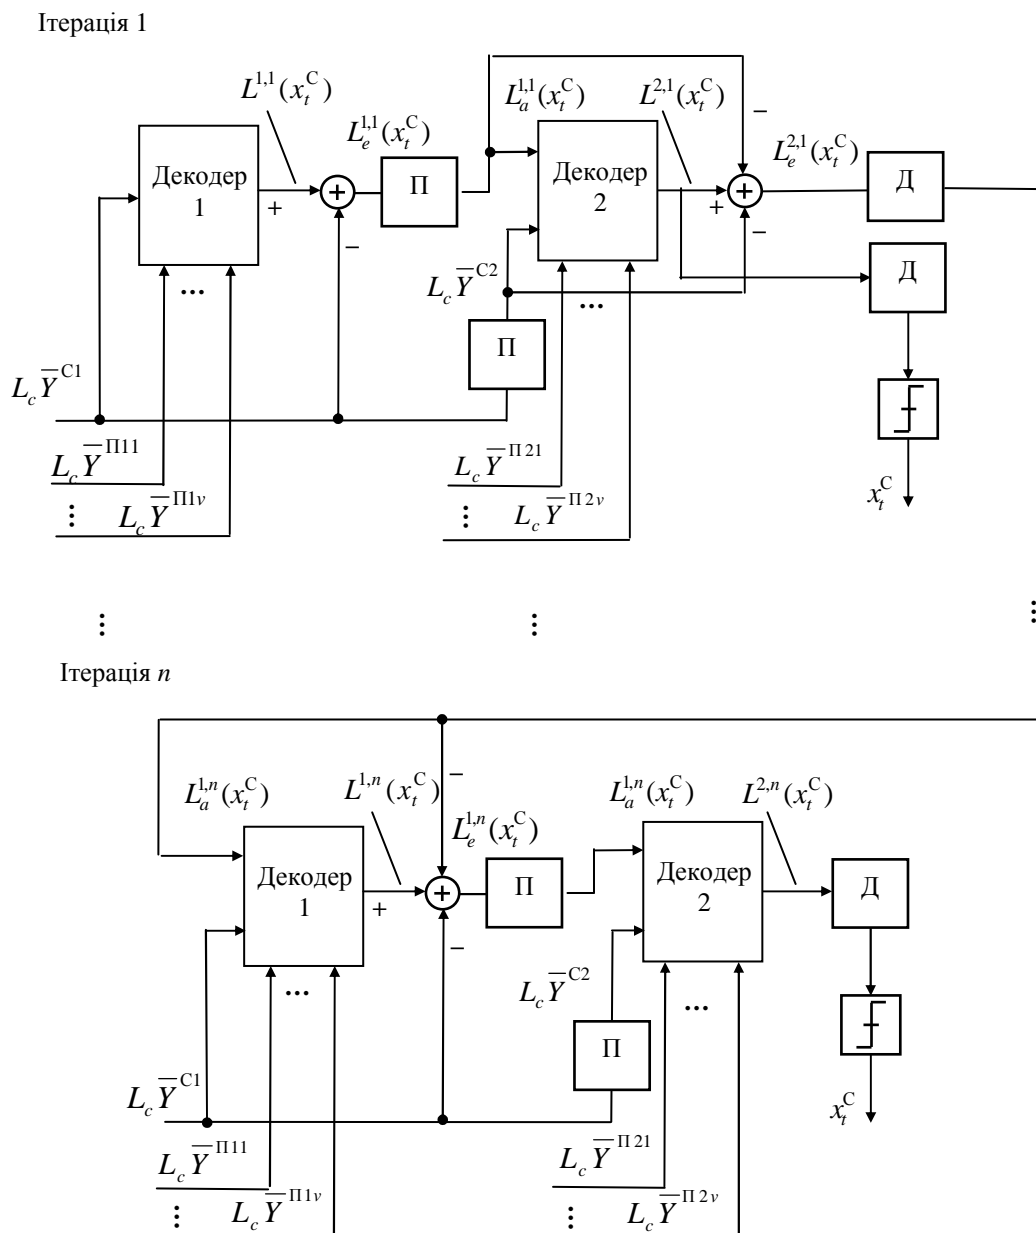 Ітерація 1
L^{1,1}(x_t^C)
L_e^{1,1}(x_t^C)
L_a^{1,1}(x_t^C)
L^{2,1}(x_t^C)
L_e^{2,1}(x_t^C)
Декодер
1
+
+
−
П
Декодер
2
+
+
−
−
Д
Д
...
...
L_c Y̅^{C2}
П
L_c Y̅^{C1}
L_c Y̅^{П11}
L_c Y̅^{П1v}
L_c Y̅^{П21}
L_c Y̅^{П2v}
x_t^C
Ітерація n
L_a^{1,n}(x_t^C)
L^{1,n}(x_t^C)
L_e^{1,n}(x_t^C)
L_a^{1,n}(x_t^C)
L^{2,n}(x_t^C)
Декодер
1
+
+
−
−
П
Декодер
2
Д
...
...
L_c Y̅^{C2}
П
L_c Y̅^{C1}
L_c Y̅^{П11}
L_c Y̅^{П1v}
L_c Y̅^{П21}
L_c Y̅^{П2v}
x_t^C